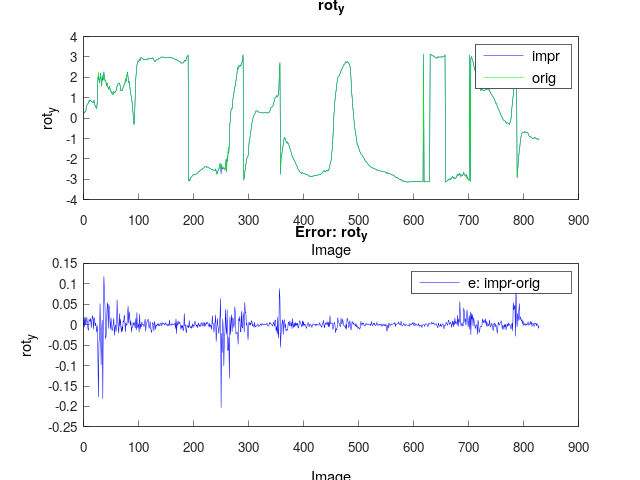 rot_y
4
3
2
1
0
-1
-2
-3
-4
rot_y
impr
orig
0 100 200 300 400 500 600 700 800 900
Image
Error: rot_y
0.15
0.1
0.05
0
-0.05
-0.1
-0.15
-0.2
-0.25
rot_y
e: impr-orig
0 100 200 300 400 500 600 700 800 900
Image